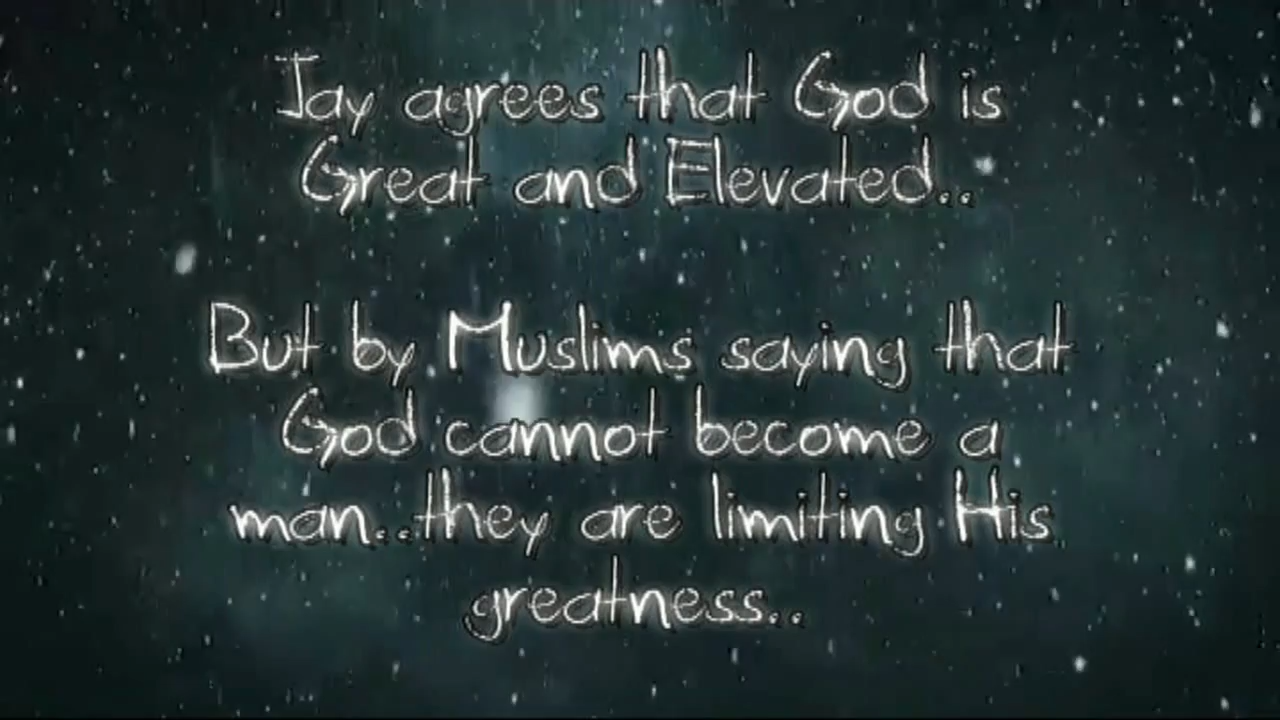 Jay agrees that God is
Great and Elevated..
But by Muslims saying that
God cannot become a
man..they are limiting His
greatness..